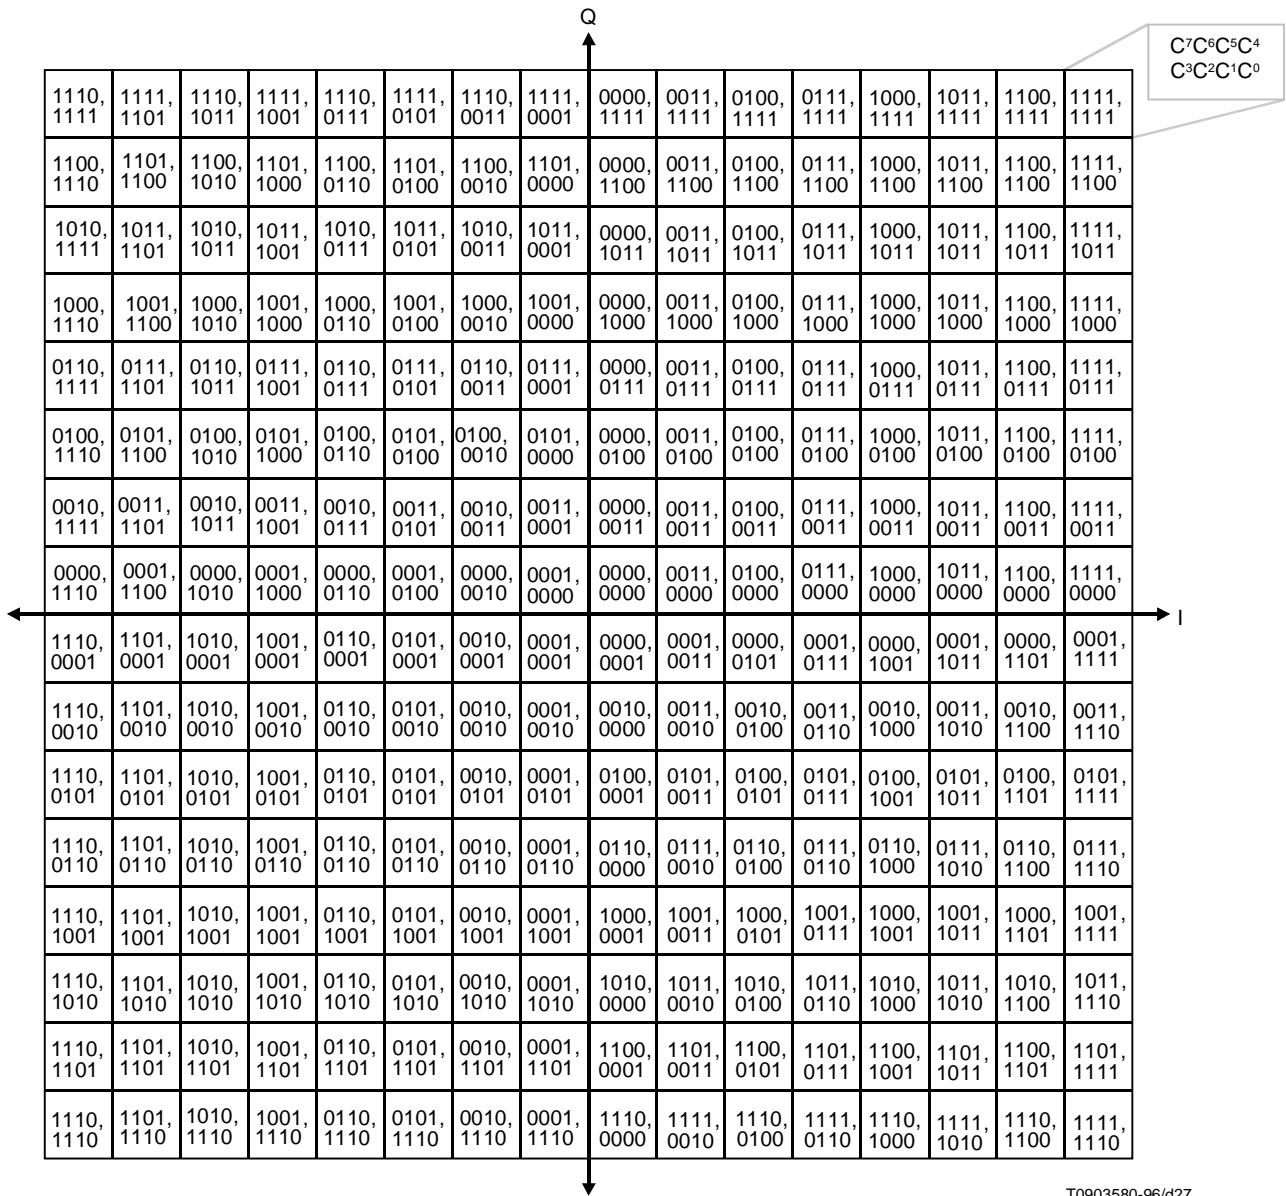 Q
C⁷C⁶C⁵C⁴
C³C²C¹C⁰
1110, 1111, 1110, 1111, 1110, 1111, 1110, 1111, 0000, 0011, 0100, 0111, 1000, 1011, 1100, 1111,
1111 1101 1011 1001 0111 0101 0011 0001 1111 1111 1111 1111 1111 1111 1111 1111
1100, 1101, 1100, 1101, 1100, 1101, 1100, 1101, 0000, 0011, 0100, 0111, 1000, 1011, 1100, 1111,
1110 1100 1010 1000 0110 0100 0010 0000 1100 1100 1100 1100 1100 1100 1100 1100
1010, 1011, 1010, 1011, 1010, 1011, 1010, 1011, 0000, 0011, 0100, 0111, 1000, 1011, 1100, 1111,
1111 1101 1011 1001 0111 0101 0011 0001 1011 1011 1011 1011 1011 1011 1011 1011
1000, 1001, 1000, 1001, 1000, 1001, 1000, 1001, 0000, 0011, 0100, 0111, 1000, 1011, 1100, 1111,
1110 1100 1010 1000 0110 0100 0010 0000 1000 1000 1000 1000 1000 1000 1000 1000
0110, 0111, 0110, 0111, 0110, 0111, 0110, 0111, 0000, 0011, 0100, 0111, 1000, 1011, 1100, 1111,
1111 1101 1011 1001 0111 0101 0011 0001 0111 0111 0111 0111 0111 0111 0111 0111
0100, 0101, 0100, 0101, 0100, 0101, 0100, 0101, 0000, 0011, 0100, 0111, 1000, 1011, 1100, 1111,
1110 1100 1010 1000 0110 0100 0010 0000 0100 0100 0100 0100 0100 0100 0100 0100
0010, 0011, 0010, 0011, 0010, 0011, 0010, 0011, 0000, 0011, 0100, 0111, 1000, 1011, 1100, 1111,
1111 1101 1011 1001 0111 0101 0011 0001 0011 0011 0011 0011 0011 0011 0011 0011
0000, 0001, 0000, 0001, 0000, 0001, 0000, 0001, 0000, 0011, 0100, 0111, 1000, 1011, 1100, 1111,
1110 1100 1010 1000 0110 0100 0010 0000 0000 0000 0000 0000 0000 0000 0000 0000
I
1110, 1101, 1010, 1001, 0110, 0101, 0010, 0001, 0000, 0001, 0000, 0001, 0000, 0001, 0000, 0001,
0001 0001 0001 0001 0001 0001 0001 0001 0001 0011 0101 0111 1001 1011 1101 1111
1110, 1101, 1010, 1001, 0110, 0101, 0010, 0001, 0010, 0011, 0010, 0011, 0010, 0011, 0010, 0011,
0010 0010 0010 0010 0010 0010 0010 0010 0000 0010 0100 0110 1000 1010 1100 1110
1110, 1101, 1010, 1001, 0110, 0101, 0010, 0001, 0100, 0101, 0100, 0101, 0100, 0101, 0100, 0101,
0101 0101 0101 0101 0101 0101 0101 0101 0001 0011 0101 0111 1001 1011 1101 1111
1110, 1101, 1010, 1001, 0110, 0101, 0010, 0001, 0110, 0111, 0110, 0111, 0110, 0111, 0110, 0111,
0110 0110 0110 0110 0110 0110 0110 0110 0000 0010 0100 0110 1000 1010 1100 1110
1110, 1101, 1010, 1001, 0110, 0101, 0010, 0001, 1000, 1001, 1000, 1001, 1000, 1001, 1000, 1001,
1001 1001 1001 1001 1001 1001 1001 1001 0001 0011 0101 0111 1001 1011 1101 1111
1110, 1101, 1010, 1001, 0110, 0101, 0010, 0001, 1010, 1011, 1010, 1011, 1010, 1011, 1010, 1011,
1010 1010 1010 1010 1010 1010 1010 1010 0000 0010 0100 0110 1000 1010 1100 1110
1110, 1101, 1010, 1001, 0110, 0101, 0010, 0001, 1100, 1101, 1100, 1101, 1100, 1101, 1100, 1101,
1101 1101 1101 1101 1101 1101 1101 1101 0001 0011 0101 0111 1001 1011 1101 1111
1110, 1101, 1010, 1001, 0110, 0101, 0010, 0001, 1110, 1111, 1110, 1111, 1110, 1111, 1110, 1111,
1110 1110 1110 1110 1110 1110 1110 1110 0000 0010 0100 0110 1000 1010 1100 1110
T0903580-96/d27